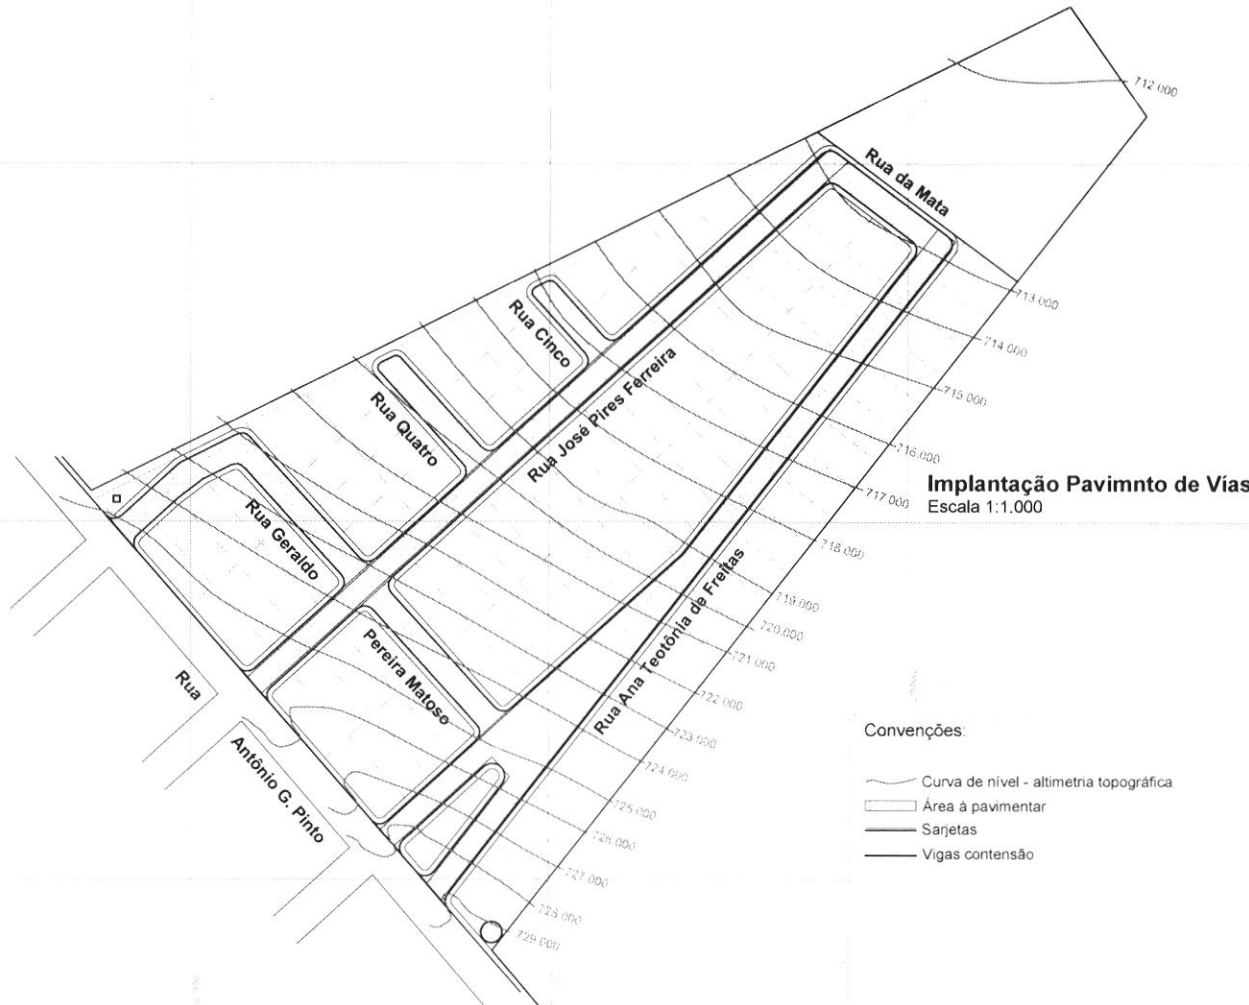 712.000
Rua da Mata
713.000
Rua Cinco
714.000
Rua José Pires Ferreira
715.000
Rua Quatro
716.000
Implantação Pavimnto de Vías
Escala 1:1.000
717.000
Rua Geraldo
718.000
Rua Ana Teotônia de Freitas
719.000
720.000
721.000
Pereira Matoso
Rua
722.000
723.000
Antônio G. Pinto
724.000
725.000
726.000
727.000
728.000
729.000
Convenções:
Curva de nível - altimetria topográfica
Área à pavimentar
Sarjetas
Vigas contensão